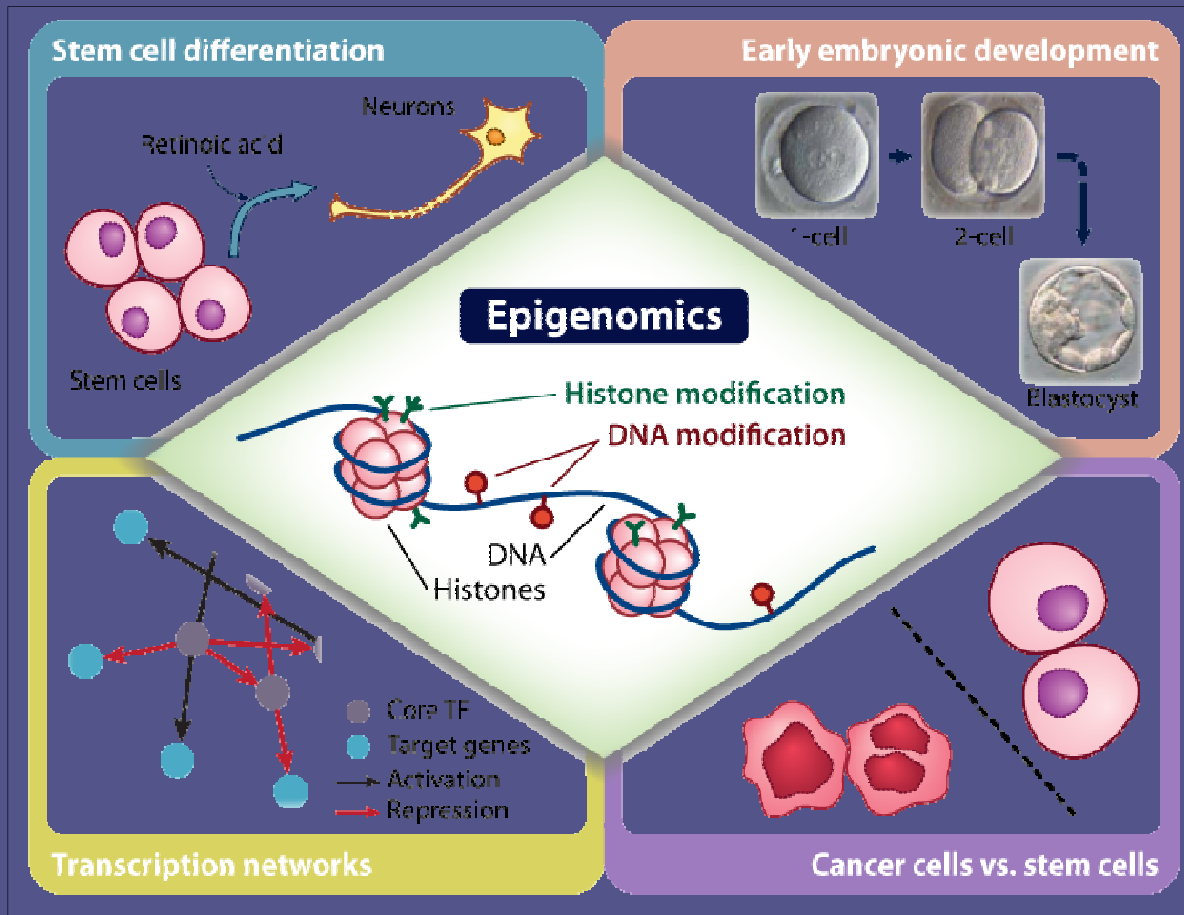 Stem cell differentiation
Early embryonic development
Neurons
Retinoic acid
Stem cells
1-cell
2-cell
Blastocyst
Epigenomics
Histone modification
DNA modification
DNA
Histones
Core TF
Target genes
Activation
Repression
Transcription networks
Cancer cells vs. stem cells